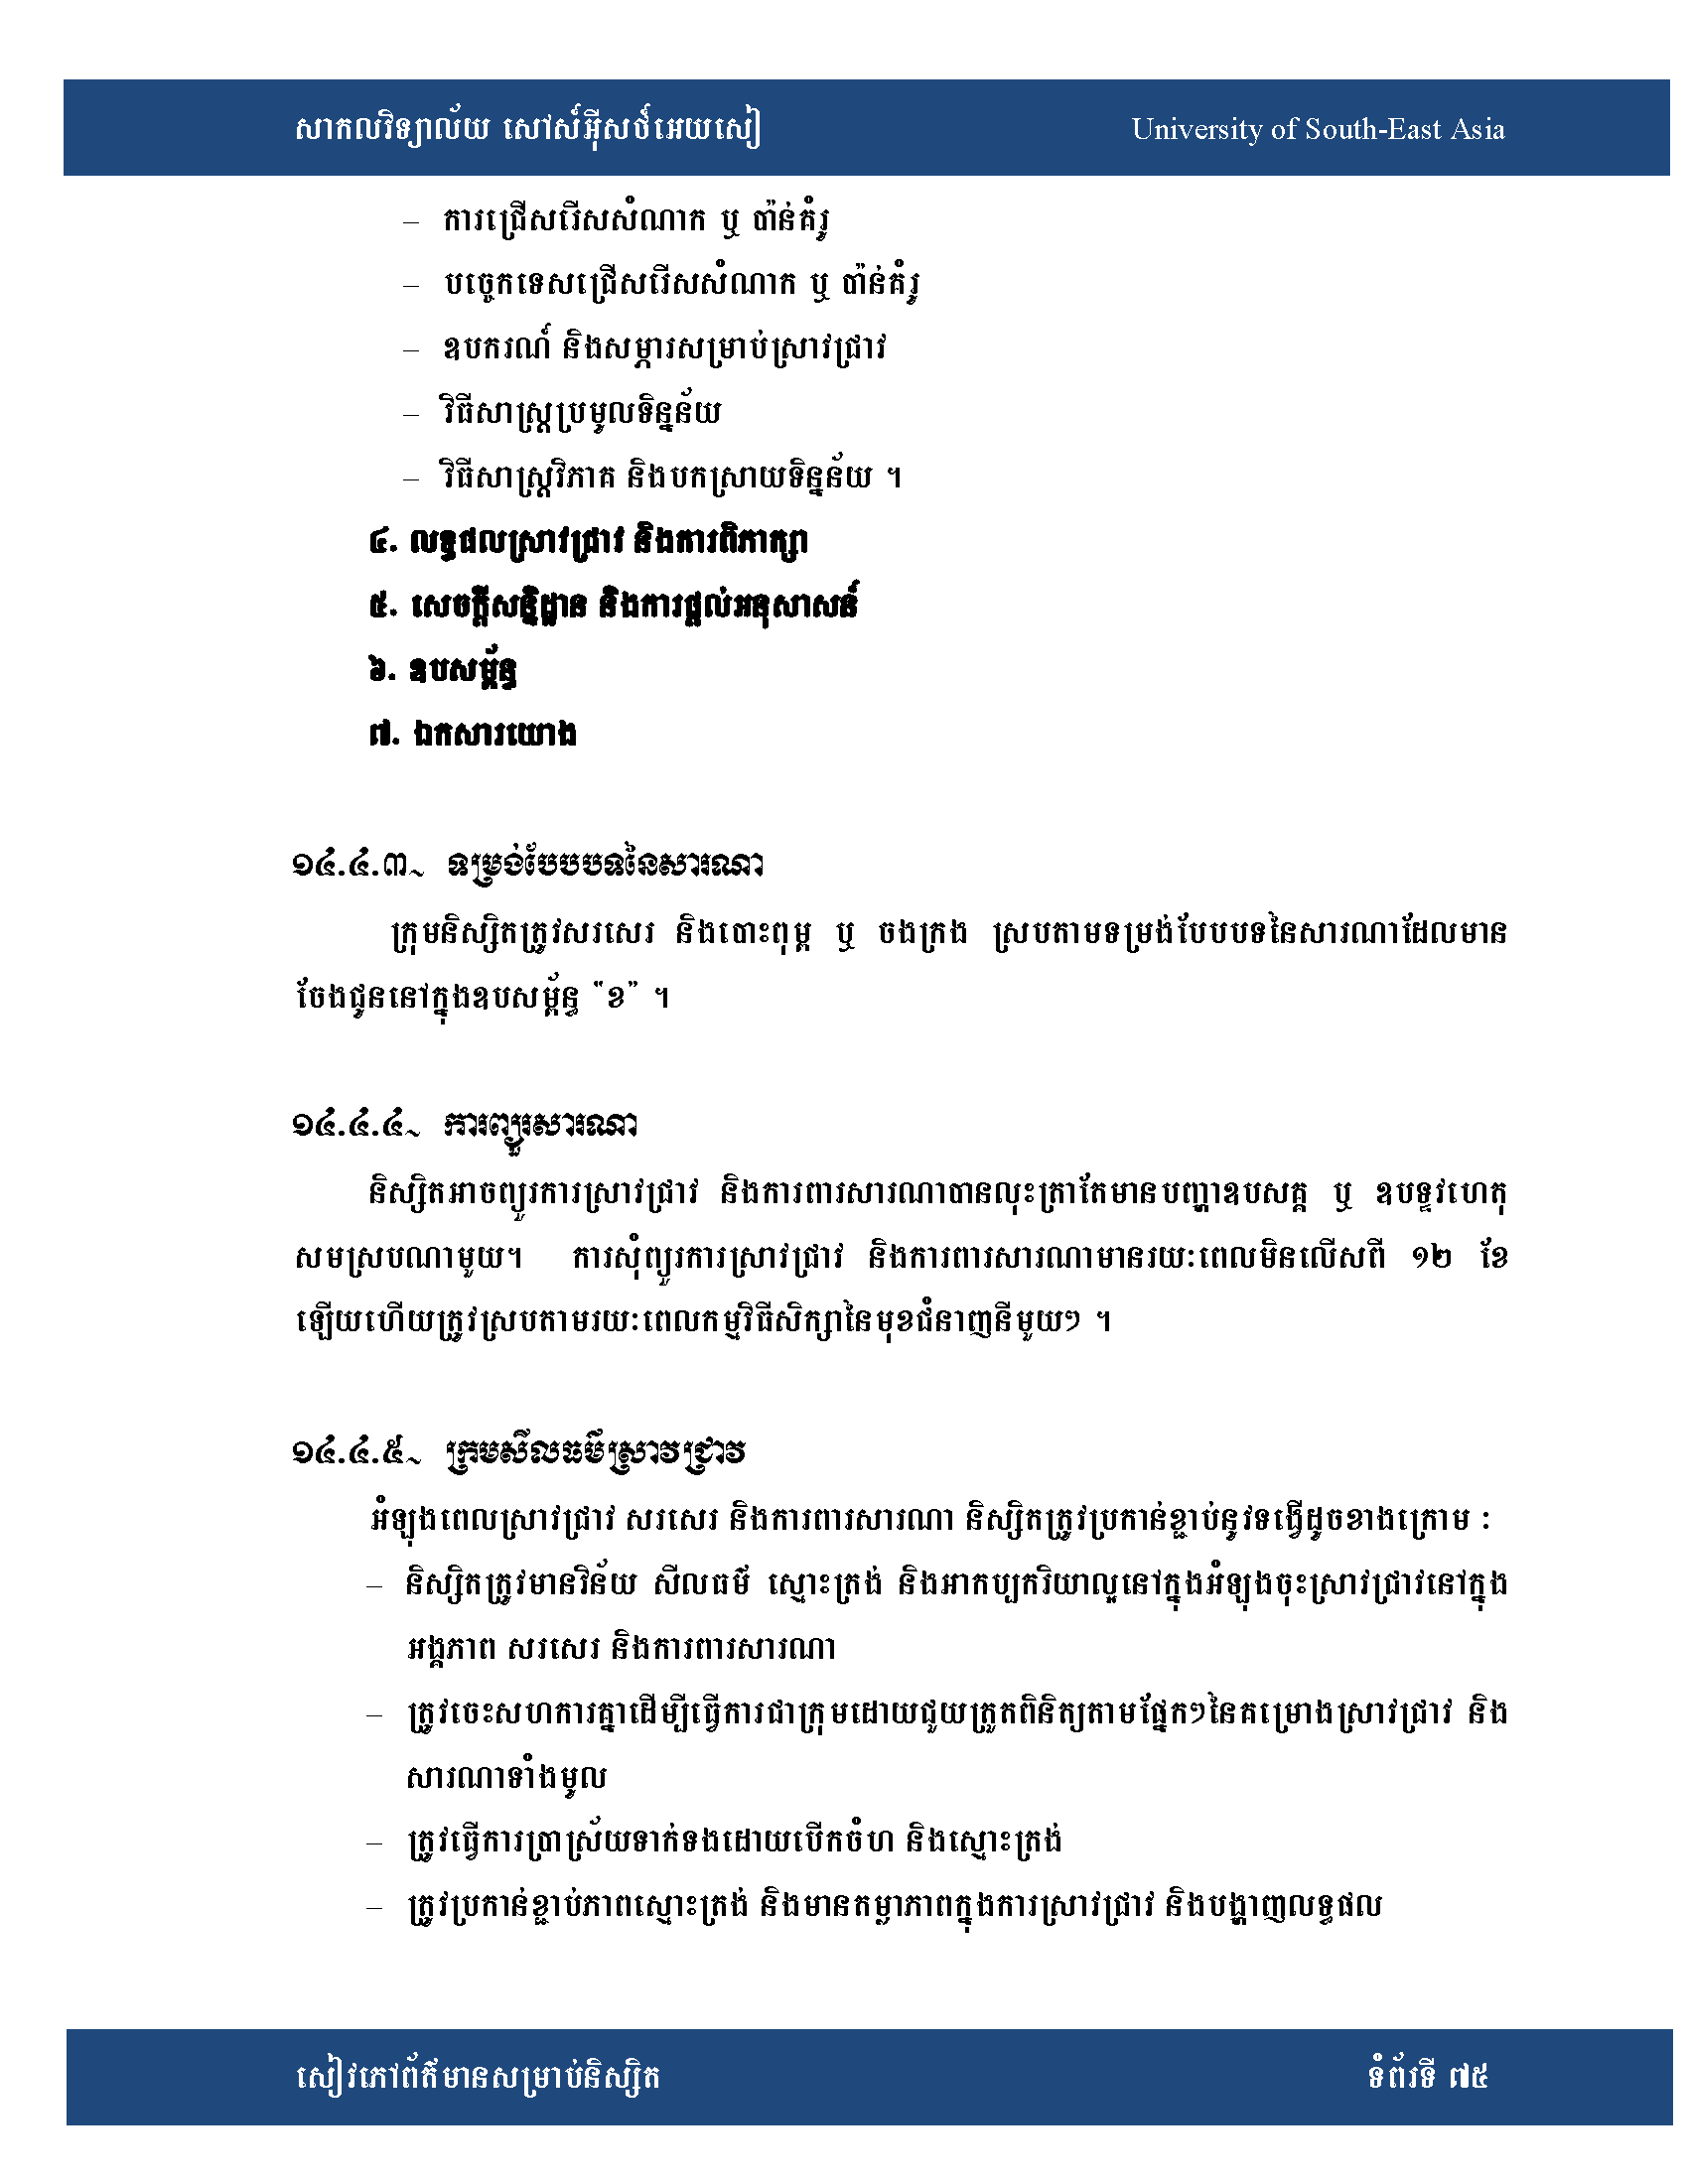 សាកលវិទ្យាល័យ សៅស៍អ៊ីសថ៍អេយសៀ University of South-East Asia
– ការជ្រើសរើសសំណាក ឬ ប៉ាន់គំរូ
– បច្ចេកទេសជ្រើសរើសសំណាក ឬ ប៉ាន់គំរូ
– ឧបករណ៍ និងសម្ភារសម្រាប់ស្រាវជ្រាវ
– វិធីសាស្ត្រប្រមូលទិន្នន័យ
– វិធីសាស្ត្រវិភាគ និងបកស្រាយទិន្នន័យ ។
៤. លទ្ធផលស្រាវជ្រាវ និងការពិភាក្សា
៥. សេចក្តីសន្និដ្ឋាន និងការផ្តល់អនុសាសន៍
៦. ឧបសម្ព័ន្ធ
៧. ឯកសារយោង
១៤.៤.៣~ ទម្រង់បែបបទនៃសារណា
ក្រុមនិស្សិតត្រូវសរសេរ និងបោះពុម្ព ឬ ចងក្រង ស្របតាមទម្រង់បែបបទនៃសារណាដែលមាន
ចែងជូននៅក្នុងឧបសម្ព័ន្ធ “ខ” ។
១៤.៤.៤~ ការព្យួរសារណា
និស្សិតអាចព្យួរការស្រាវជ្រាវ និងការពារសារណាបានលុះត្រាតែមានបញ្ហាឧបសគ្គ ឬ ឧបទ្ទវហេតុ
សមស្របណាមួយ។ ការសុំព្យួរការស្រាវជ្រាវ និងការពារសារណាមានរយៈពេលមិនលើសពី ១២ ខែ
ឡើយហើយត្រូវស្របតាមរយៈពេលកម្មវិធីសិក្សានៃមុខជំនាញនីមួយៗ ។
១៤.៤.៥~ ក្រមសីលធម៌ស្រាវជ្រាវ
អំឡុងពេលស្រាវជ្រាវ សរសេរ និងការពារសារណា និស្សិតត្រូវប្រកាន់ខ្ជាប់នូវទង្វើដូចខាងក្រោម ៖
– និស្សិតត្រូវមានវិន័យ សីលធម៌ ស្មោះត្រង់ និងអាកប្បករិយាល្អនៅក្នុងអំឡុងចុះស្រាវជ្រាវនៅក្នុង
អង្គភាព សរសេរ និងការពារសារណា
– ត្រូវចេះសហការគ្នាដើម្បីធ្វើការជាក្រុមដោយជួយត្រួតពិនិត្យតាមផ្នែកៗនៃគម្រោងស្រាវជ្រាវ និង
សារណាទាំងមូល
– ត្រូវធ្វើការប្រាស្រ័យទាក់ទងដោយបើកចំហ និងស្មោះត្រង់
– ត្រូវប្រកាន់ខ្ជាប់ភាពស្មោះត្រង់ និងមានតម្លាភាពក្នុងការស្រាវជ្រាវ និងបង្ហាញលទ្ធផល
សៀវភៅព័ត៌មានសម្រាប់និស្សិត ទំព័រទី ៧៥